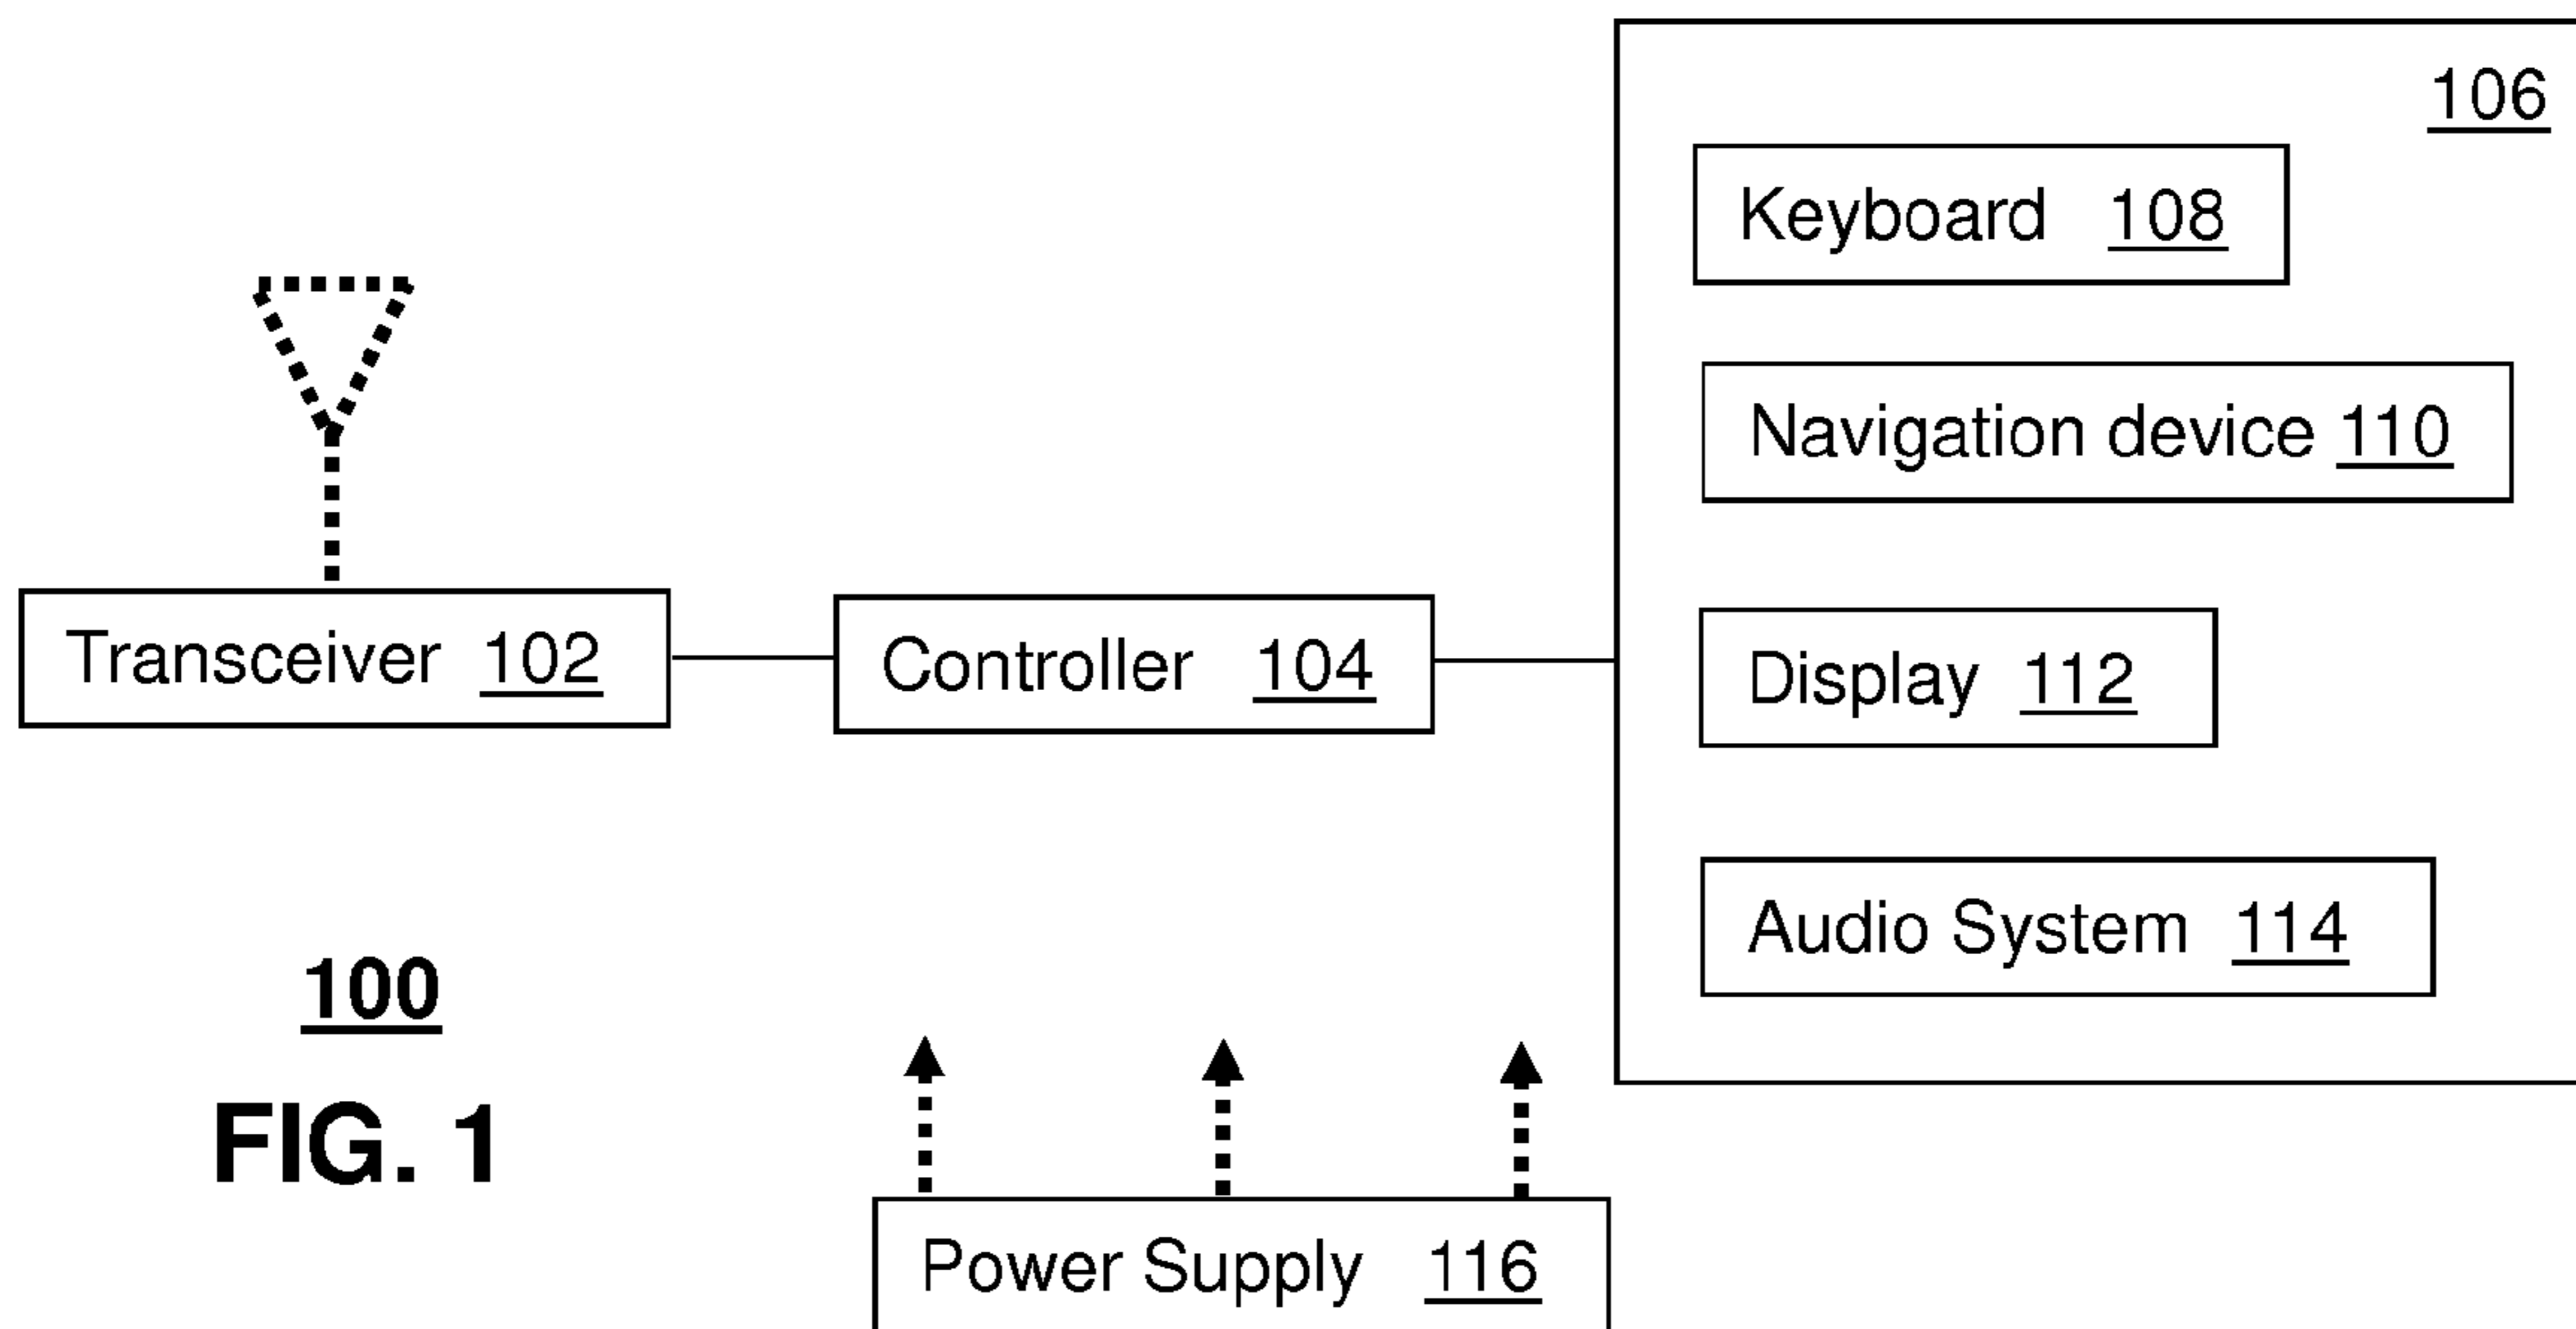 106
Keyboard 108
Navigation device 110
Transceiver 102
Controller 104
Display 112
Audio System 114
100
FIG. 1
Power Supply 116